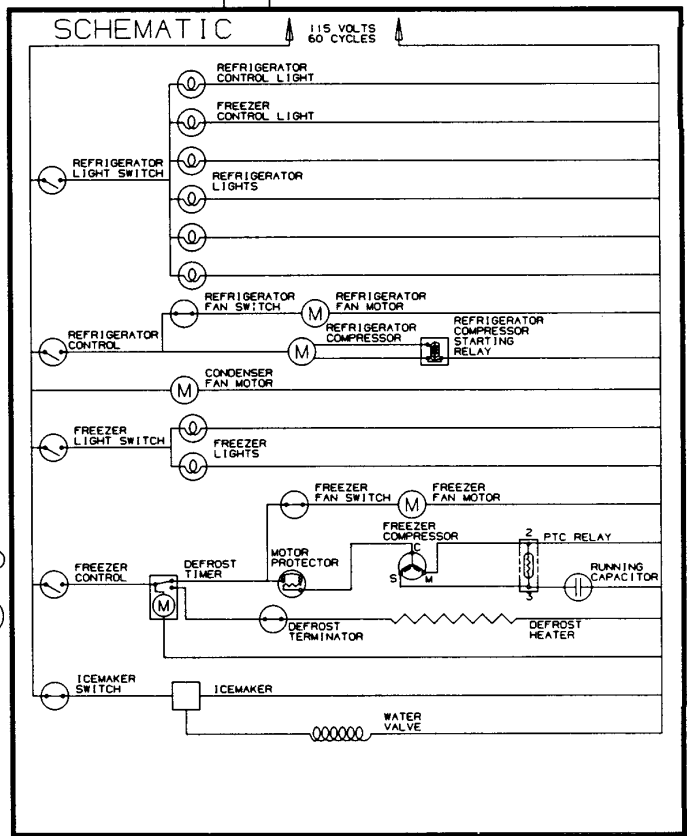 SCHEMATIC
115 VOLTS
60 CYCLES
REFRIGERATOR
CONTROL LIGHT
FREEZER
CONTROL LIGHT
REFRIGERATOR
LIGHT SWITCH
REFRIGERATOR
LIGHTS
REFRIGERATOR
FAN SWITCH
REFRIGERATOR
FAN MOTOR
M
REFRIGERATOR
CONTROL
REFRIGERATOR
COMPRESSOR
M
REFRIGERATOR
COMPRESSOR
STARTING
RELAY
CONDENSER
FAN MOTOR
M
FREEZER
LIGHT SWITCH
FREEZER
LIGHTS
FREEZER
FAN SWITCH
M
FREEZER
FAN MOTOR
FREEZER
CONTROL
DEFROST
TIMER
M
MOTOR
PROTECTOR
FREEZER
COMPRESSOR
C
S
M
2
PTC RELAY
3
RUNNING
CAPACITOR
DEFROST
TERMINATOR
DEFROST
HEATER
ICEMAKER
SWITCH
ICEMAKER
WATER
VALVE